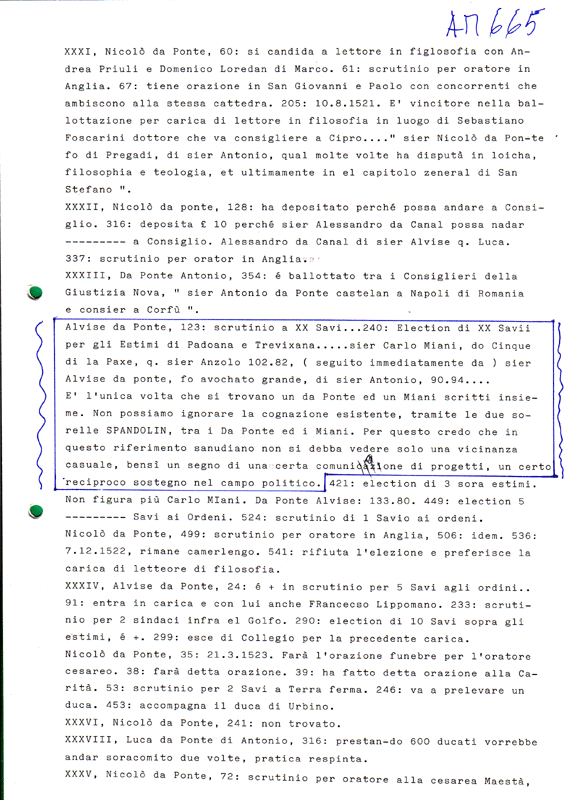 АП 665
XXXI, Nicolò da Ponte, 60: si candida a lettore in figlosofia con An-
drea Priuli e Domenico Loredan di Marco. 61: scrutinio per oratore in
Anglia. 67: tiene orazione in San Giovanni e Paolo con concorrenti che
ambiscono alla stessa cattedra. 205: 10.8.1521. E' vincitore nella bal-
lottazione per carica di lettore in filosofia in luogo di Sebastiano
Foscarini dottore che va consigliere a Cipro...." sier Nicolò da Pon-te
fo di Pregadi, di sier Antonio, qual molte volte ha disputà in loicha,
filosophia e teologia, et ultimamente in el capitolo zeneral di San
Stefano ".
XXXII, Nicolò da ponte, 128: ha depositato perché possa andare a Consi-
glio. 316: deposita £ 10 perché sier Alessandro da Canal possa nadar
--------- a Consiglio. Alessandro da Canal di sier Alvise q. Luca.
337: scrutinio per orator in Anglia.
XXXIII, Da Ponte Antonio, 354: é ballottato tra i Consiglieri della
Giustizia Nova, " sier Antonio da Ponte castelan a Napoli di Romania
e consier a Corfù ".
Alvise da Ponte, 123: scrutinio a XX Savi...240: Election di XX Savii
per gli Estimi di Padoana e Trevixana.....sier Carlo Miani, do Cinque
di la Paxe, q. sier Anzolo 102.82, ( seguito immediatamente da ) sier
Alvise da ponte, fo avochato grande, di sier Antonio, 90.94....
E' l'unica volta che si trovano un da Ponte ed un Miani scritti insie-
me. Non possiamo ignorare la cognazione esistente, tramite le due so-
relle SPANDOLIN, tra i Da Ponte ed i Miani. Per questo credo che in
questo riferimento sanudiano non si debba vedere solo una vicinanza
casuale, bensì un segno di una certa comunicazione di progetti, un certo
reciproco sostegno nel campo politico. 421: election di 3 sora estimi.
Non figura più Carlo MIani. Da Ponte Alvise: 133.80. 449: election 5
--------- Savi ai Ordeni. 524: scrutinio di 1 Savio ai ordeni.
Nicolò da Ponte, 499: scrutinio per oratore in Anglia, 506: idem. 536:
7.12.1522, rimane camerlengo. 541: rifiuta l'elezione e preferisce la
carica di letteore di filosofia.
XXXIV, Alvise da Ponte, 24: é + in scrutinio per 5 Savi agli ordini..
91: entra in carica e con lui anche FRancecso Lippomano. 233: scruti-
nio per 2 sindaci infra el Golfo. 290: election di 10 Savi sopra gli
estimi, é +. 299: esce di Collegio per la precedente carica.
Nicolò da Ponte, 35: 21.3.1523. Farà l'orazione funebre per l'oratore
cesareo. 38: farà detta orazione. 39: ha fatto detta orazione alla Ca-
rità. 53: scrutinio per 2 Savi a Terra ferma. 246: va a prelevare un
duca. 453: accompagna il duca di Urbino.
XXXVI, Nicolò da Ponte, 241: non trovato.
XXXVIII, Luca da Ponte di Antonio, 316: prestan-do 600 ducati vorrebbe
andar soracomito due volte, pratica respinta.
XXXV, Nicolò da Ponte, 72: scrutinio per oratore alla cesarea Maestà,